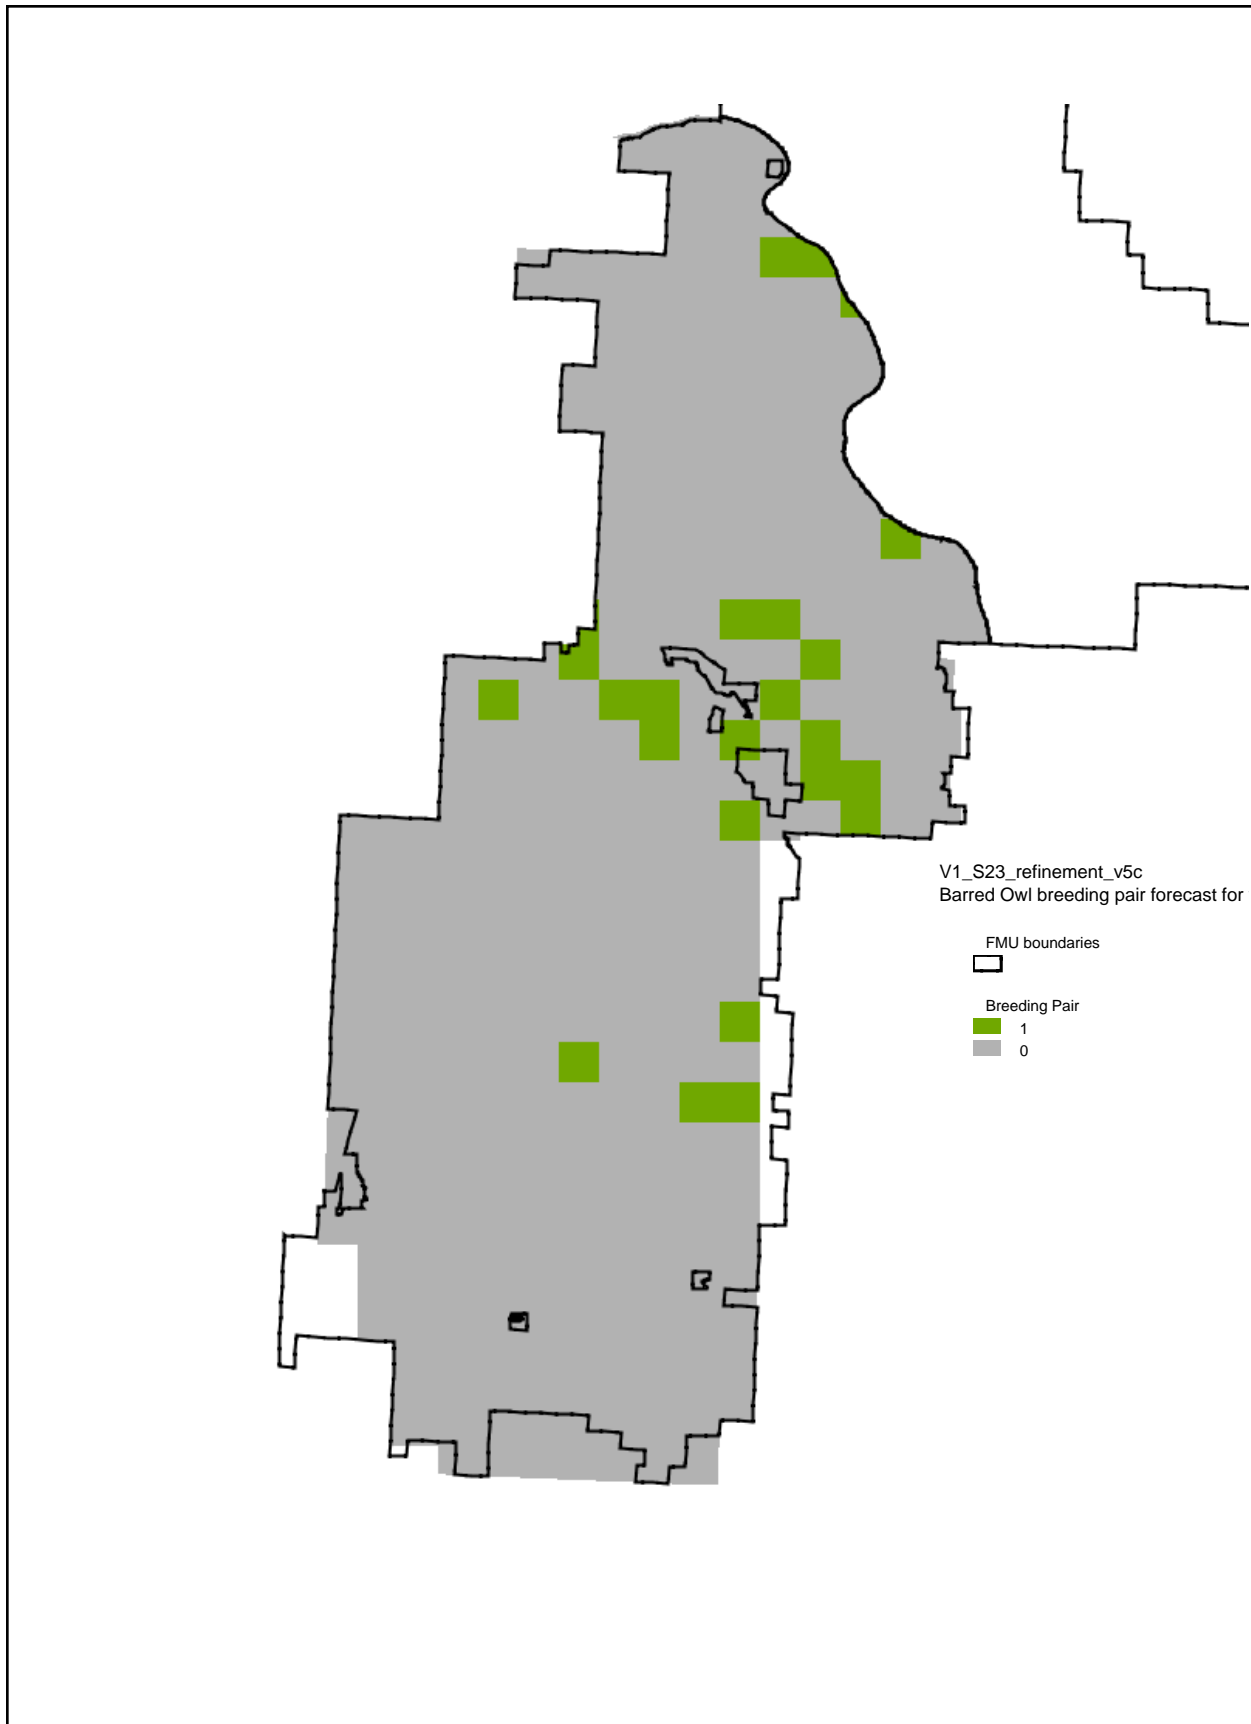 V1_S23_refinement_v5c
Barred Owl breeding pair forecast for
FMU boundaries
Breeding Pair
1
0